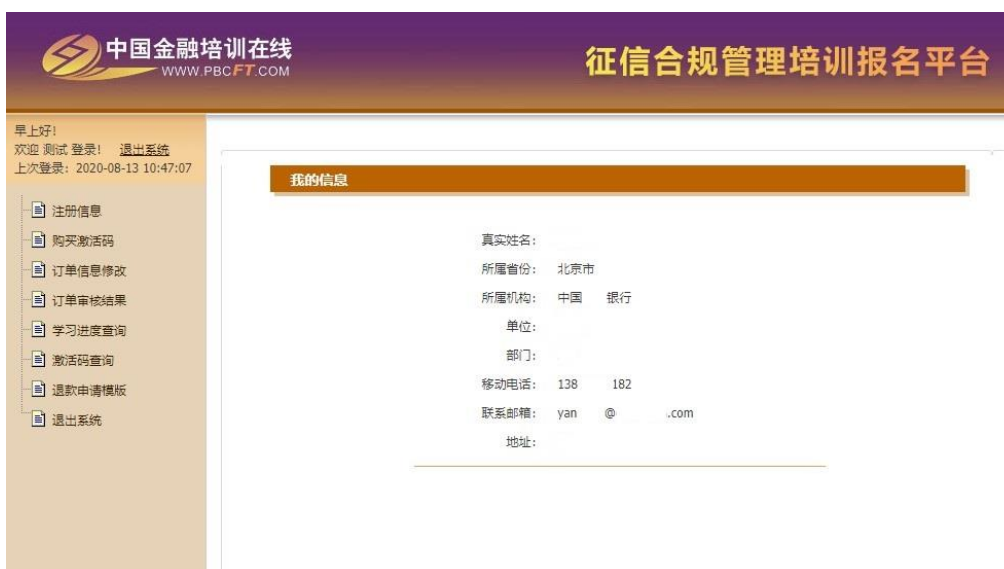 中国金融培训在线
WWW.PBCFT.COM
征信合规管理培训报名平台
早上好!
欢迎 测试 登录! 退出系统
上次登录: 2020-08-13 10:47:07
注册信息
购买激活码
订单信息修改
订单审核结果
学习进度查询
激活码查询
退款申请模版
退出系统
我的信息
真实姓名:
所属省份: 北京市
所属机构: 中国 银行
单位:
部门:
移动电话: 138 182
联系邮箱: yan @ .com
地址: